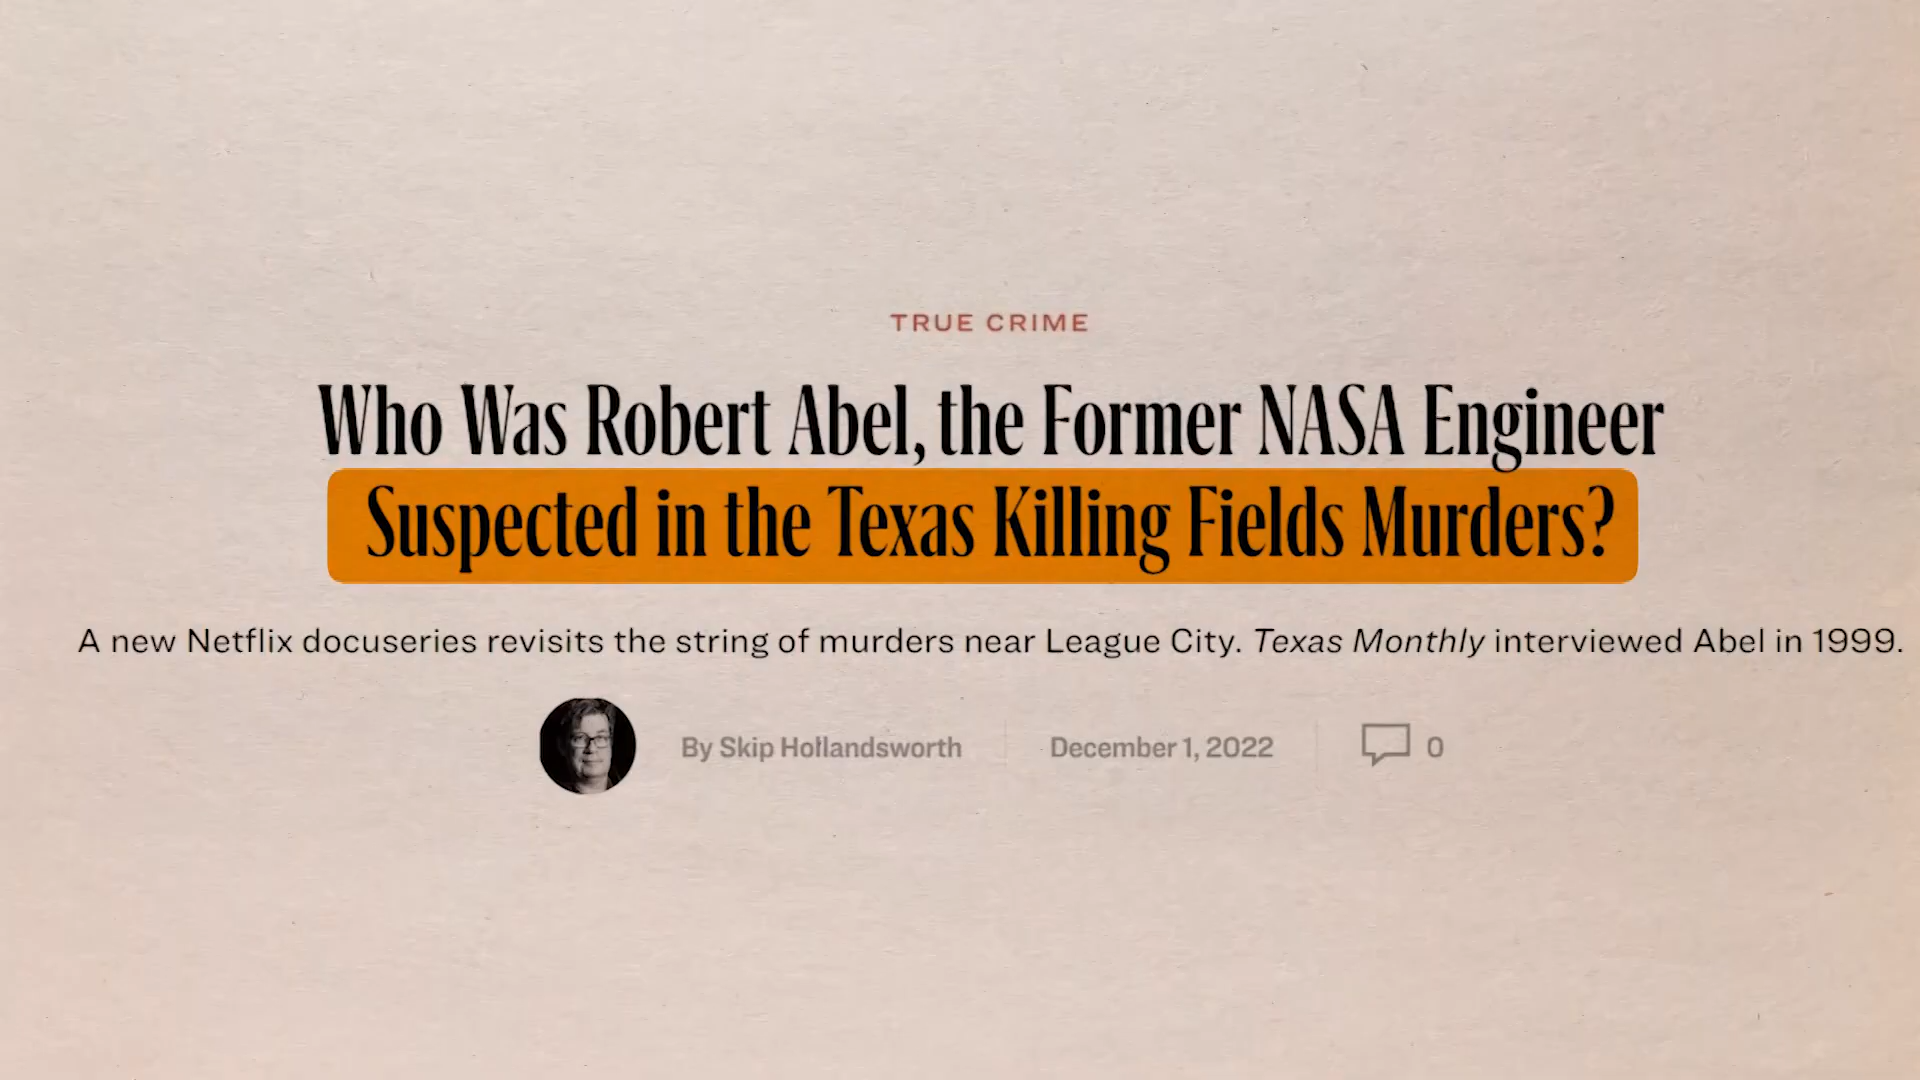 TRUE CRIME
Who Was Robert Abel, the Former NASA Engineer
Suspected in the Texas Killing Fields Murders?
A new Netflix docuseries revisits the string of murders near League City. Texas Monthly interviewed Abel in 1999.
By Skip Hollandsworth
December 1, 2022
0